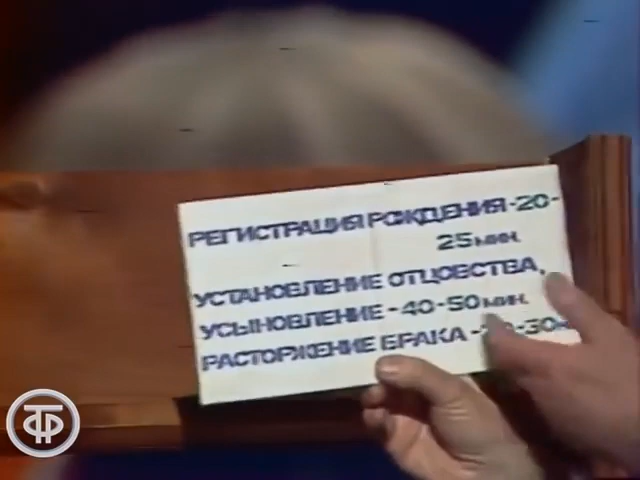 РЕГИСТРАЦИЯ РОЖДЕНИЯ -20-
25 мин.
УСТАНОВЛЕНИЕ ОТЦОВСТВА,
УСЫНОВЛЕНИЕ - 40-50 мин.
РАСТОРЖЕНИЕ БРАКА -